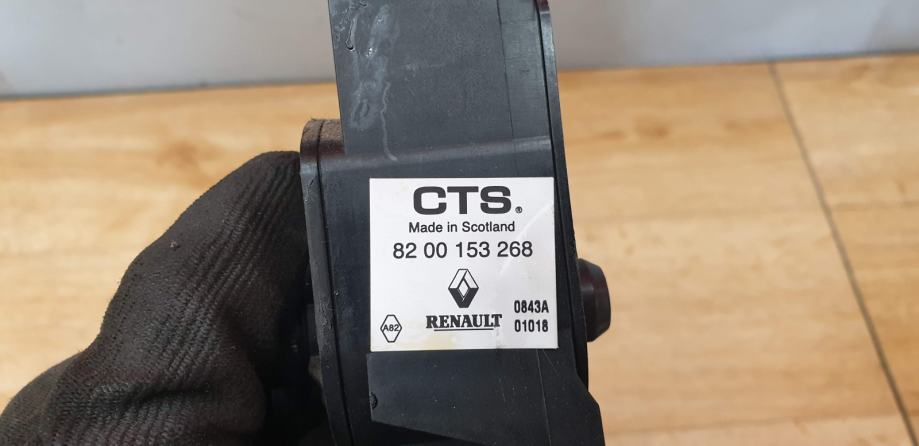 CTS®
Made in Scotland
82 00 153 268
A82
RENAULT
0843A
01018